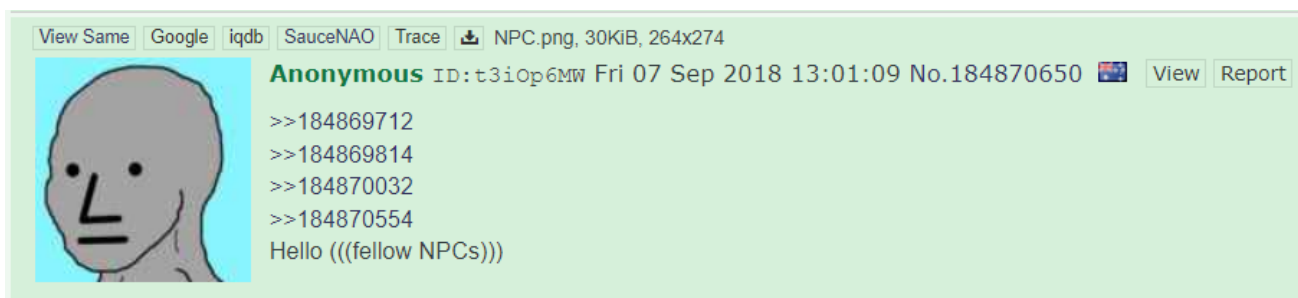 View Same Google iqdb SauceNAO Trace NPC.png, 30KiB, 264x274
Anonymous ID:t3iOp6MW Fri 07 Sep 2018 13:01:09 No.184870650 View Report
>>184869712
>>184869814
>>184870032
>>184870554
Hello (((fellow NPCs)))